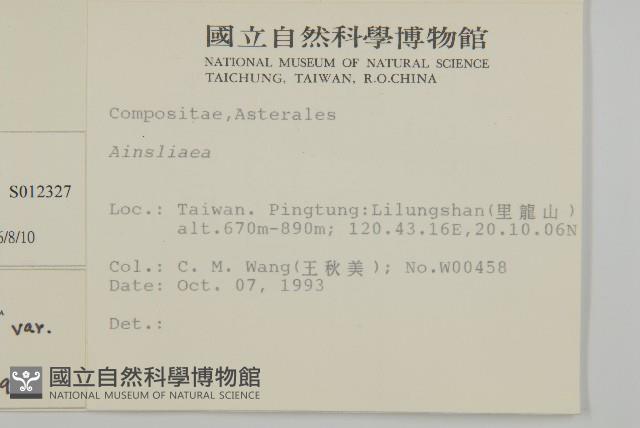 國立自然科學博物館
NATIONAL MUSEUM OF NATURAL SCIENCE
TAICHUNG, TAIWAN, R.O.CHINA
Compositae,Asterales
Ainsliaea
Loc.: Taiwan. Pingtung:Lilungshan(里龍山)
alt.670m-890m; 120.43.16E,20.10.06N
Col.: C. M. Wang(王秋美); No.W00458
Date: Oct. 07, 1993
Det.:
S012327
/8/10
var.
國立自然科學博物館
NATIONAL MUSEUM OF NATURAL SCIENCE